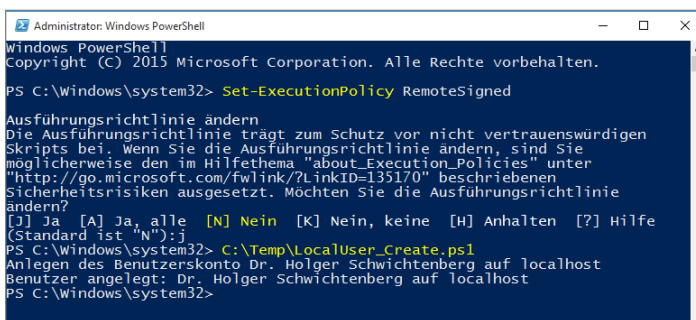 Administrator: Windows PowerShell
Windows PowerShell
Copyright (C) 2015 Microsoft Corporation. Alle Rechte vorbehalten.
PS C:\Windows\system32> Set-ExecutionPolicy RemoteSigned
Ausführungsrichtlinie ändern
Die Ausführungsrichtlinie trägt zum Schutz vor nicht vertrauenswürdigen
Skripts bei. Wenn Sie die Ausführungsrichtlinie ändern, sind Sie
möglicherweise den im Hilfethema "about_Execution_Policies" unter
"http://go.microsoft.com/fwlink/?LinkID=135170" beschriebenen
Sicherheitsrisiken ausgesetzt. Möchten Sie die Ausführungsrichtlinie
ändern?
[J] Ja  [A] Ja, alle  [N] Nein  [K] Nein, keine  [H] Anhalten  [?] Hilfe
(Standard ist "N"):j
PS C:\Windows\system32> C:\Temp\LocalUser_Create.ps1
Anlegen des Benutzerskonto Dr. Holger Schwichtenberg auf localhost
Benutzer angelegt: Dr. Holger Schwichtenberg auf localhost
PS C:\Windows\system32>